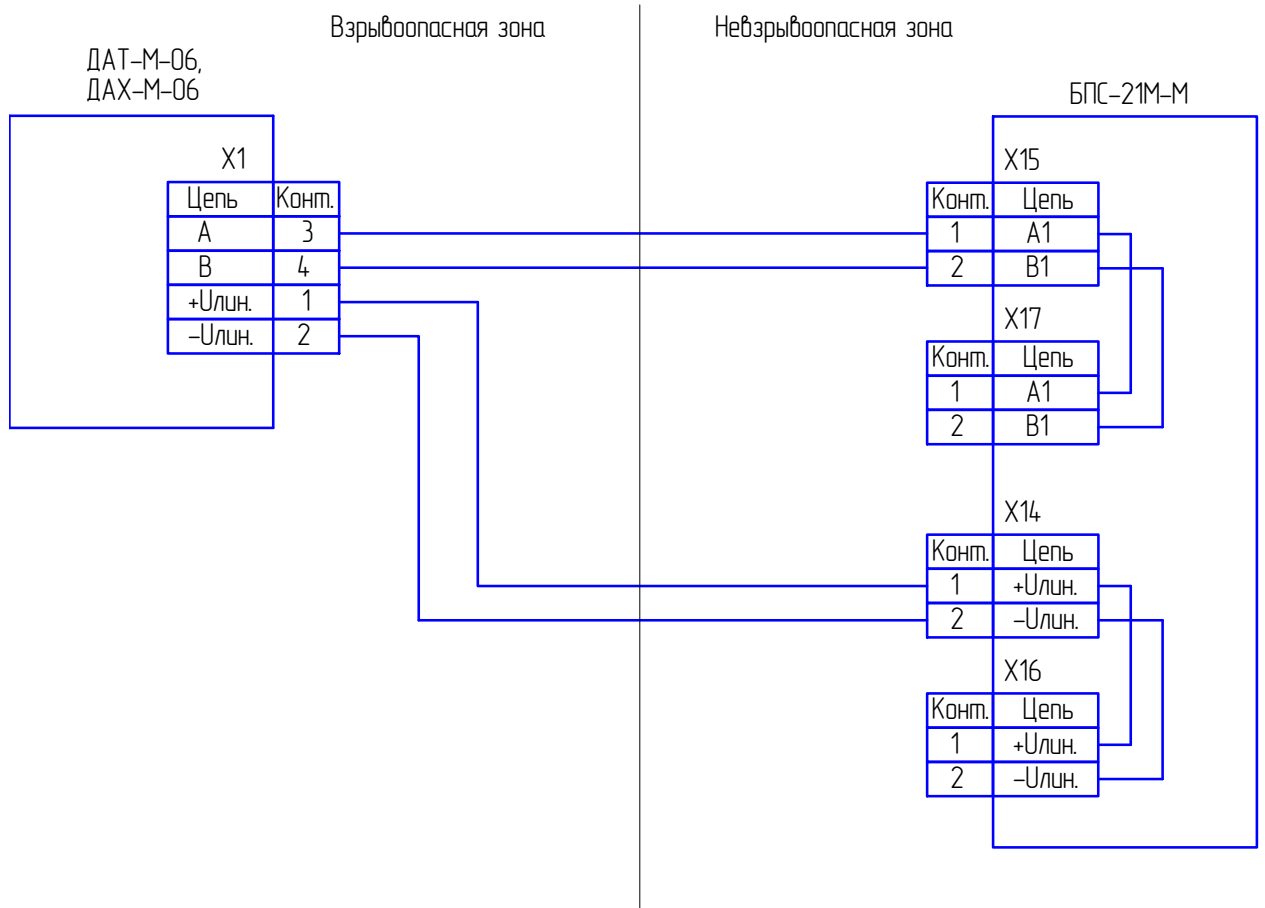 Взрывоопасная зона
Невзрывоопасная зона
ДАТ-М-06,
ДАХ-М-06
БПС-21М-М
X1
Цепь Конт.
A 3
B 4
+Uлин. 1
-Uлин. 2
X15
Конт. Цепь
1 A1
2 B1
X17
Конт. Цепь
1 A1
2 B1
X14
Конт. Цепь
1 +Uлин.
2 -Uлин.
X16
Конт. Цепь
1 +Uлин.
2 -Uлин.